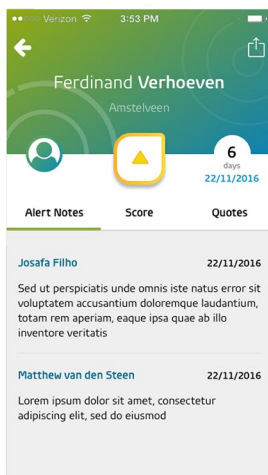 Verizon 3:53 PM
Ferdinand Verhoeven
Amstelveen
6
days
22/11/2016
Alert Notes Score Quotes
Josafa Filho 22/11/2016
Sed ut perspiciatis unde omnis iste natus error sit
voluptatem accusantium doloremque laudantium,
totam rem aperiam, eaque ipsa quae ab illo
inventore veritatis
Matthew van den Steen 22/11/2016
Lorem ipsum dolor sit amet, consectetur
adipiscing elit, sed do eiusmod